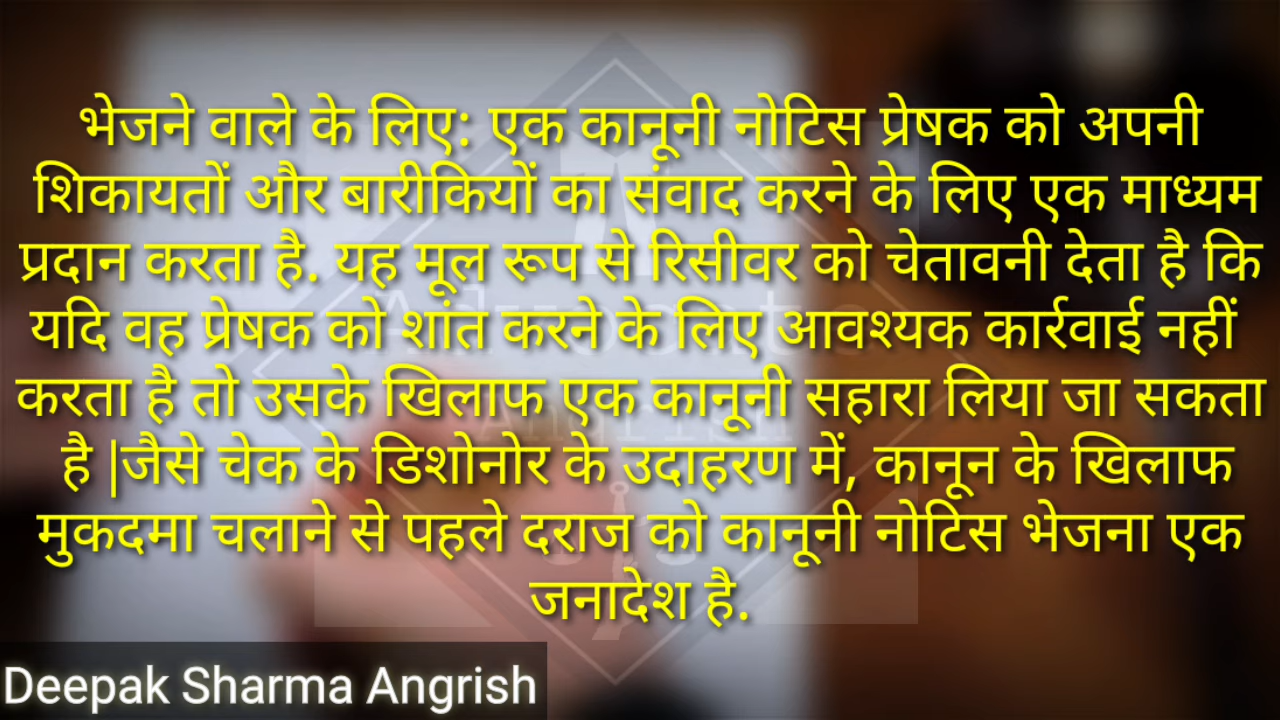 भेजने वाले के लिए: एक कानूनी नोटिस प्रेषक को अपनी
शिकायतों और बारीकियों का संवाद करने के लिए एक माध्यम
प्रदान करता है. यह मूल रूप से रिसीवर को चेतावनी देता है कि
यदि वह प्रेषक को शांत करने के लिए आवश्यक कार्रवाई नहीं
करता है तो उसके खिलाफ एक कानूनी सहारा लिया जा सकता
है |जैसे चेक के डिशोनोर के उदाहरण में, कानून के खिलाफ
मुकदमा चलाने से पहले दराज को कानूनी नोटिस भेजना एक
जनादेश है.
Advocate
Angrish
Deepak Sharma Angrish